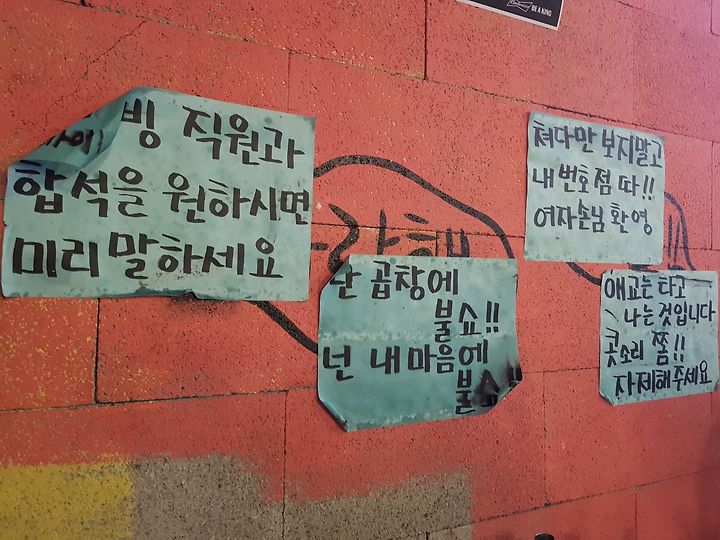 빙 직원과
합석을 원하시면
미리 말하세요
난 곱창에
불쇼!!
넌 내 마음에
불쇼!!
쳐다만 보지말고
내 번호 점 따!!
여자손님 환영
애교는 타고
나는것입니다
콧소리 쫌!!
자제해주세요
BE A KING